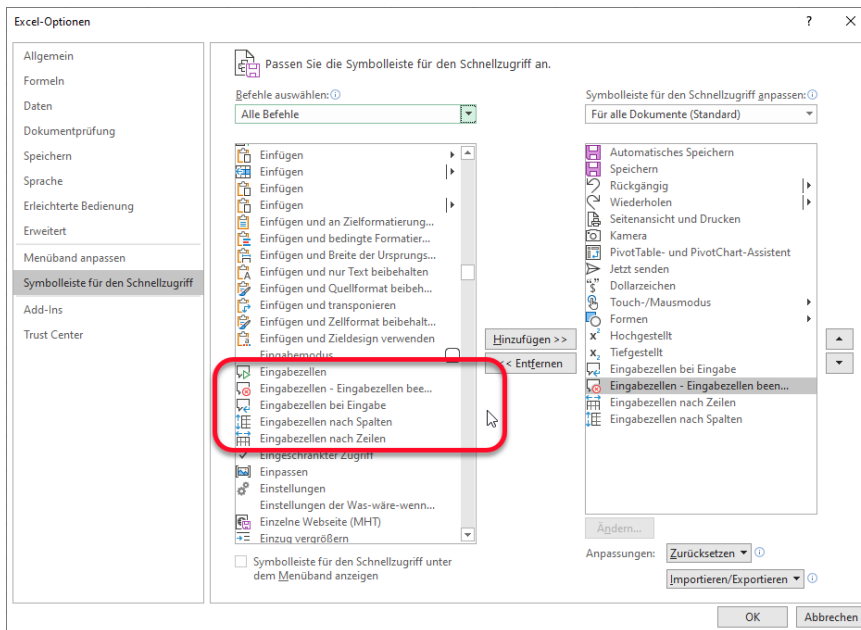 Excel-Optionen
?
Allgemein
Formeln
Daten
Dokumentprüfung
Speichern
Sprache
Erleichterte Bedienung
Erweitert
Menüband anpassen
Symbolleiste für den Schnellzugriff
Add-Ins
Trust Center
Passen Sie die Symbolleiste für den Schnellzugriff an.
Befehle auswählen:
Alle Befehle
Einfügen
Einfügen
Einfügen
Einfügen
Einfügen und an Zielformatierung...
Einfügen und bedingte Formatier...
Einfügen und Breite der Ursprungs...
Einfügen und nur Text beibehalten
Einfügen und Quellformat beibeh...
Einfügen und transponieren
Einfügen und Zellformat beibehalt...
Einfügen und Zieldesign verwenden
Eingabemodus
Eingabezellen
Eingabezellen - Eingabezellen bee...
Eingabezellen bei Eingabe
Eingabezellen nach Spalten
Eingabezellen nach Zeilen
Eingeschränkter Zugriff
Einpassen
Einstellungen
Einstellungen der Was-wäre-wenn...
Einzelne Webseite (MHT)
Einzug vergrößern
Symbolleiste für den Schnellzugriff unter
dem Menüband anzeigen
Hinzufügen >>
<< Entfernen
Symbolleiste für den Schnellzugriff anpassen:
Für alle Dokumente (Standard)
Automatisches Speichern
Speichern
Rückgängig
Wiederholen
Seitenansicht und Drucken
Kamera
PivotTable- und PivotChart-Assistent
Jetzt senden
Dollarzeichen
Touch-/Mausmodus
Formen
Hochgestellt
Tiefgestellt
Eingabezellen bei Eingabe
Eingabezellen - Eingabezellen been...
Eingabezellen nach Zeilen
Eingabezellen nach Spalten
Ändern...
Anpassungen:
Zurücksetzen
Importieren/Exportieren
OK
Abbrechen